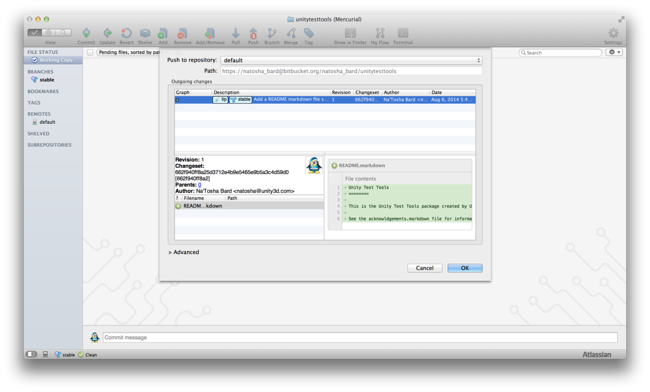 unitytesttools (Mercurial)
View
Commit
Update
Revert
Shelve
Add
Remove
Add/Remove
Pull
Push
Branch
Merge
Tag
Show in Finder
Hg Flow
Terminal
Settings
FILE STATUS
Working Copy
BRANCHES
stable
BOOKMARKS
TAGS
REMOTES
default
SHELVED
SUBREPOSITORIES
Pending files, sorted by pa
Search
Push to repository: default
Path: https://natosha_bard@bitbucket.org/natosha_bard/unitytesttools
Outgoing changes
Graph Description Revision Changeset Author Date
tip stable Add a README markdown file s... 1 662f940... Na'Tosha Bard <n... Aug 6, 2014 3:4...
Revision: 1
Changeset:
662f940ff8a25d3712e4b9e5465e9b5a3c4d59d0
[662f940ff8a2]
Parents: 0
Author: Na'Tosha Bard <natosha@unity3d.com>
? Filename Path
READM...kdown
README.markdown
File contents
1 + Unity Test Tools
2 + ========
3 +
4 + This is the Unity Test Tools package created by U
5 +
6 + See the acknowldgements.markdown file for informa
Advanced
Cancel
OK
Commit message
stable
Clean
Atlassian